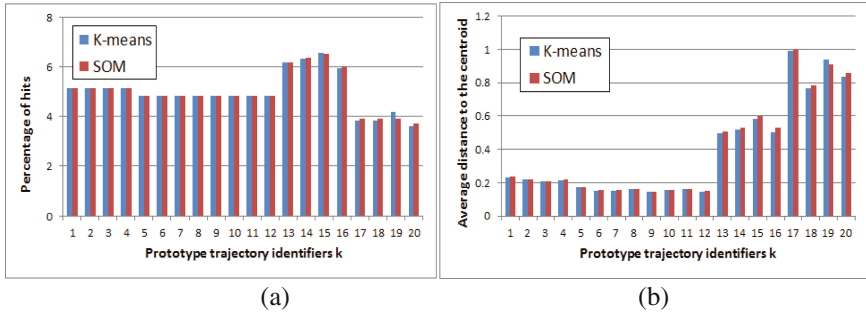 8
6
4
2
0
Percentage of hits
K-means
SOM
1 2 3 4 5 6 7 8 9 10 11 12 13 14 15 16 17 18 19 20
Prototype trajectory identifiers k
(a)
1.2
1
0.8
0.6
0.4
0.2
0
Average distance to the centroid
K-means
SOM
1 2 3 4 5 6 7 8 9 10 11 12 13 14 15 16 17 18 19 20
Prototype trajectory identifiers k
(b)